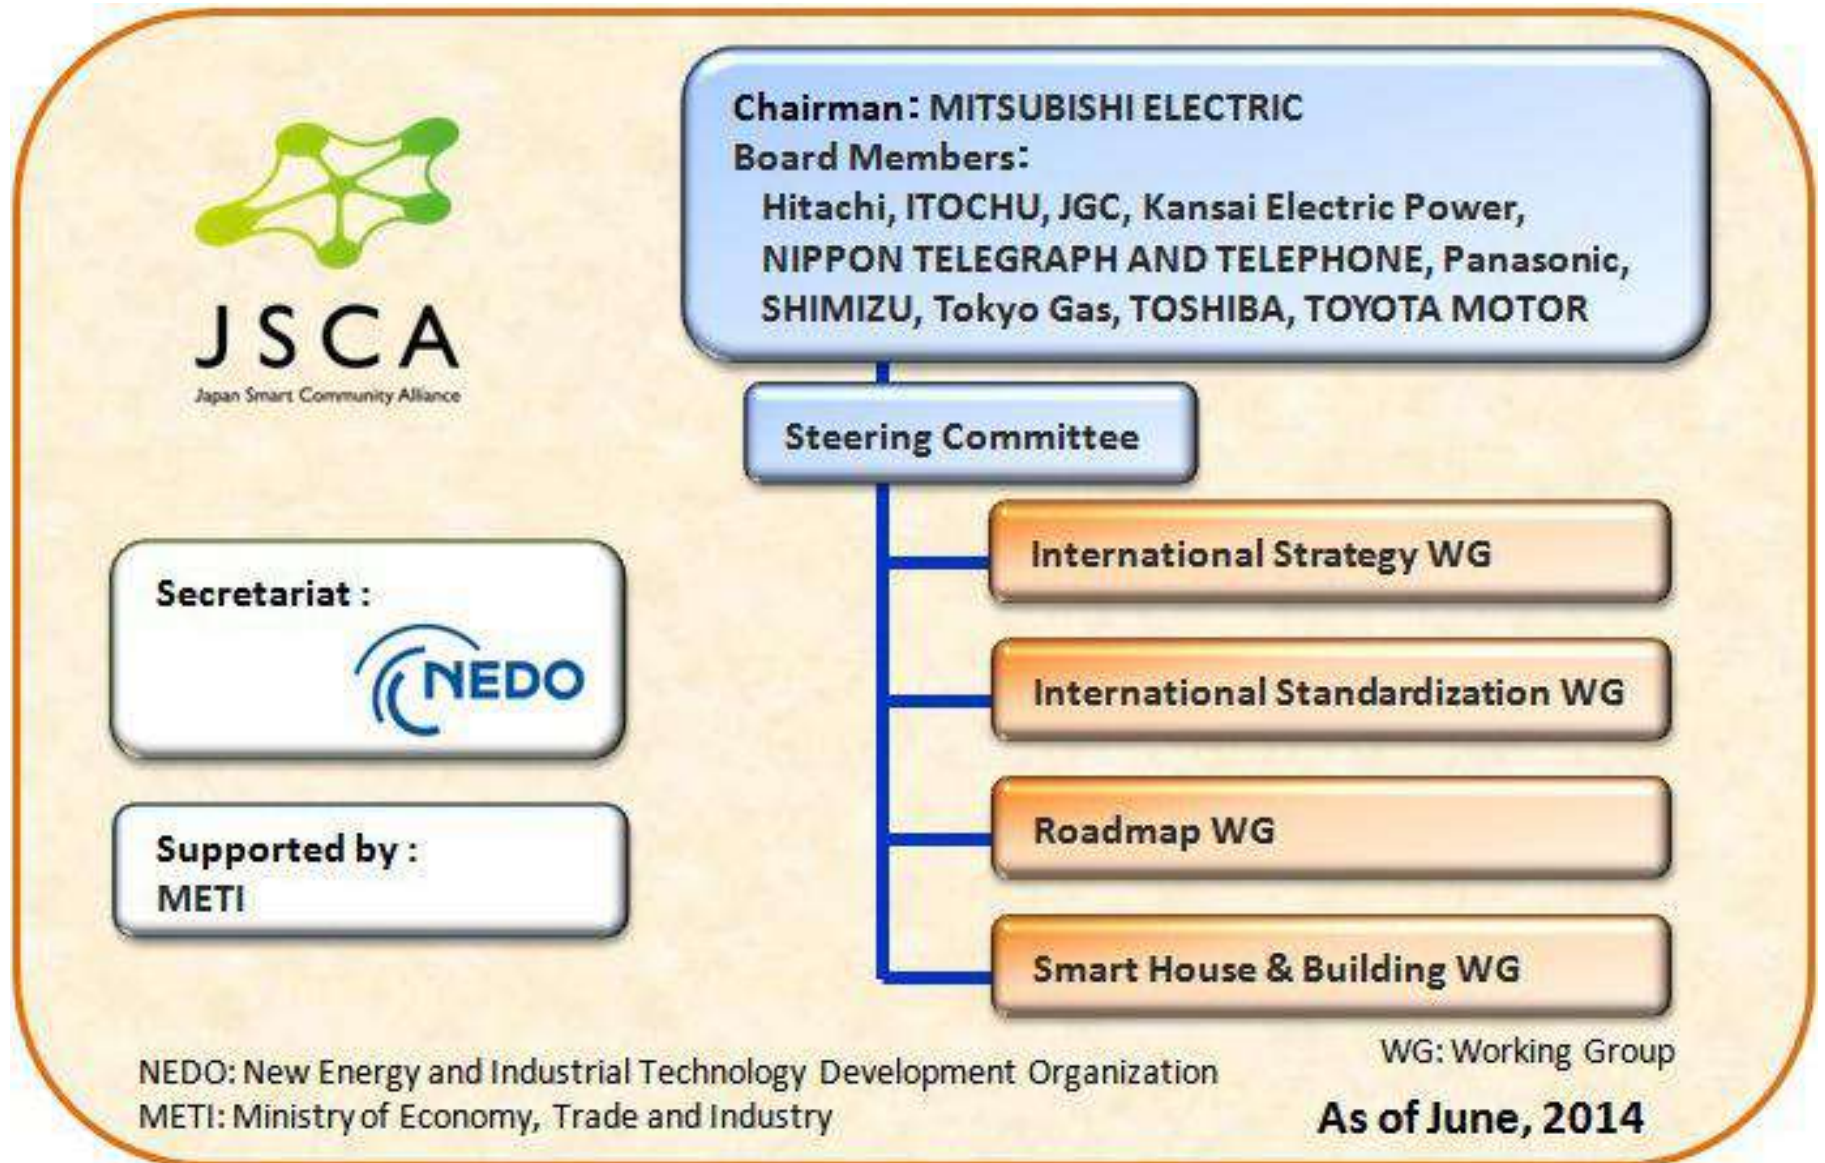 JSCA
Japan Smart Community Alliance
Chairman: MITSUBISHI ELECTRIC
Board Members:
Hitachi, ITOCHU, JGC, Kansai Electric Power,
NIPPON TELEGRAPH AND TELEPHONE, Panasonic,
SHIMIZU, Tokyo Gas, TOSHIBA, TOYOTA MOTOR
Steering Committee
International Strategy WG
International Standardization WG
Roadmap WG
Smart House & Building WG
Secretariat :
NEDO
Supported by :
METI
WG: Working Group
NEDO: New Energy and Industrial Technology Development Organization
METI: Ministry of Economy, Trade and Industry
As of June, 2014